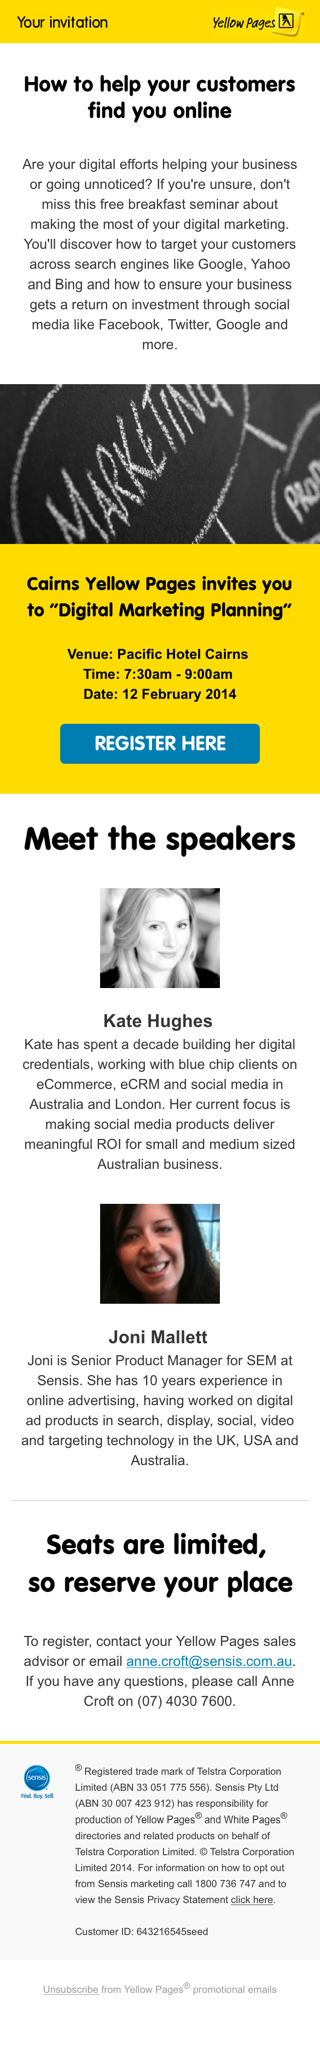 Your invitation
Yellow Pages®
How to help your customers
find you online
Are your digital efforts helping your business
or going unnoticed? If you're unsure, don't
miss this free breakfast seminar about
making the most of your digital marketing.
You'll discover how to target your customers
across search engines like Google, Yahoo
and Bing and how to ensure your business
gets a return on investment through social
media like Facebook, Twitter, Google and
more.
MARKETING
PROD
Cairns Yellow Pages invites you
to “Digital Marketing Planning“
Venue: Pacific Hotel Cairns
Time: 7:30am - 9:00am
Date: 12 February 2014
REGISTER HERE
Meet the speakers
Kate Hughes
Kate has spent a decade building her digital
credentials, working with blue chip clients on
eCommerce, eCRM and social media in
Australia and London. Her current focus is
making social media products deliver
meaningful ROI for small and medium sized
Australian business.
Joni Mallett
Joni is Senior Product Manager for SEM at
Sensis. She has 10 years experience in
online advertising, having worked on digital
ad products in search, display, social, video
and targeting technology in the UK, USA and
Australia.
Seats are limited,
so reserve your place
To register, contact your Yellow Pages sales
advisor or email anne.croft@sensis.com.au.
If you have any questions, please call Anne
Croft on (07) 4030 7600.
sensis
Find. Buy. Sell.
® Registered trade mark of Telstra Corporation
Limited (ABN 33 051 775 556). Sensis Pty Ltd
(ABN 30 007 423 912) has responsibility for
production of Yellow Pages® and White Pages®
directories and related products on behalf of
Telstra Corporation Limited. © Telstra Corporation
Limited 2014. For information on how to opt out
from Sensis marketing call 1800 736 747 and to
view the Sensis Privacy Statement click here.
Customer ID: 643216545seed
Unsubscribe from Yellow Pages® promotional emails